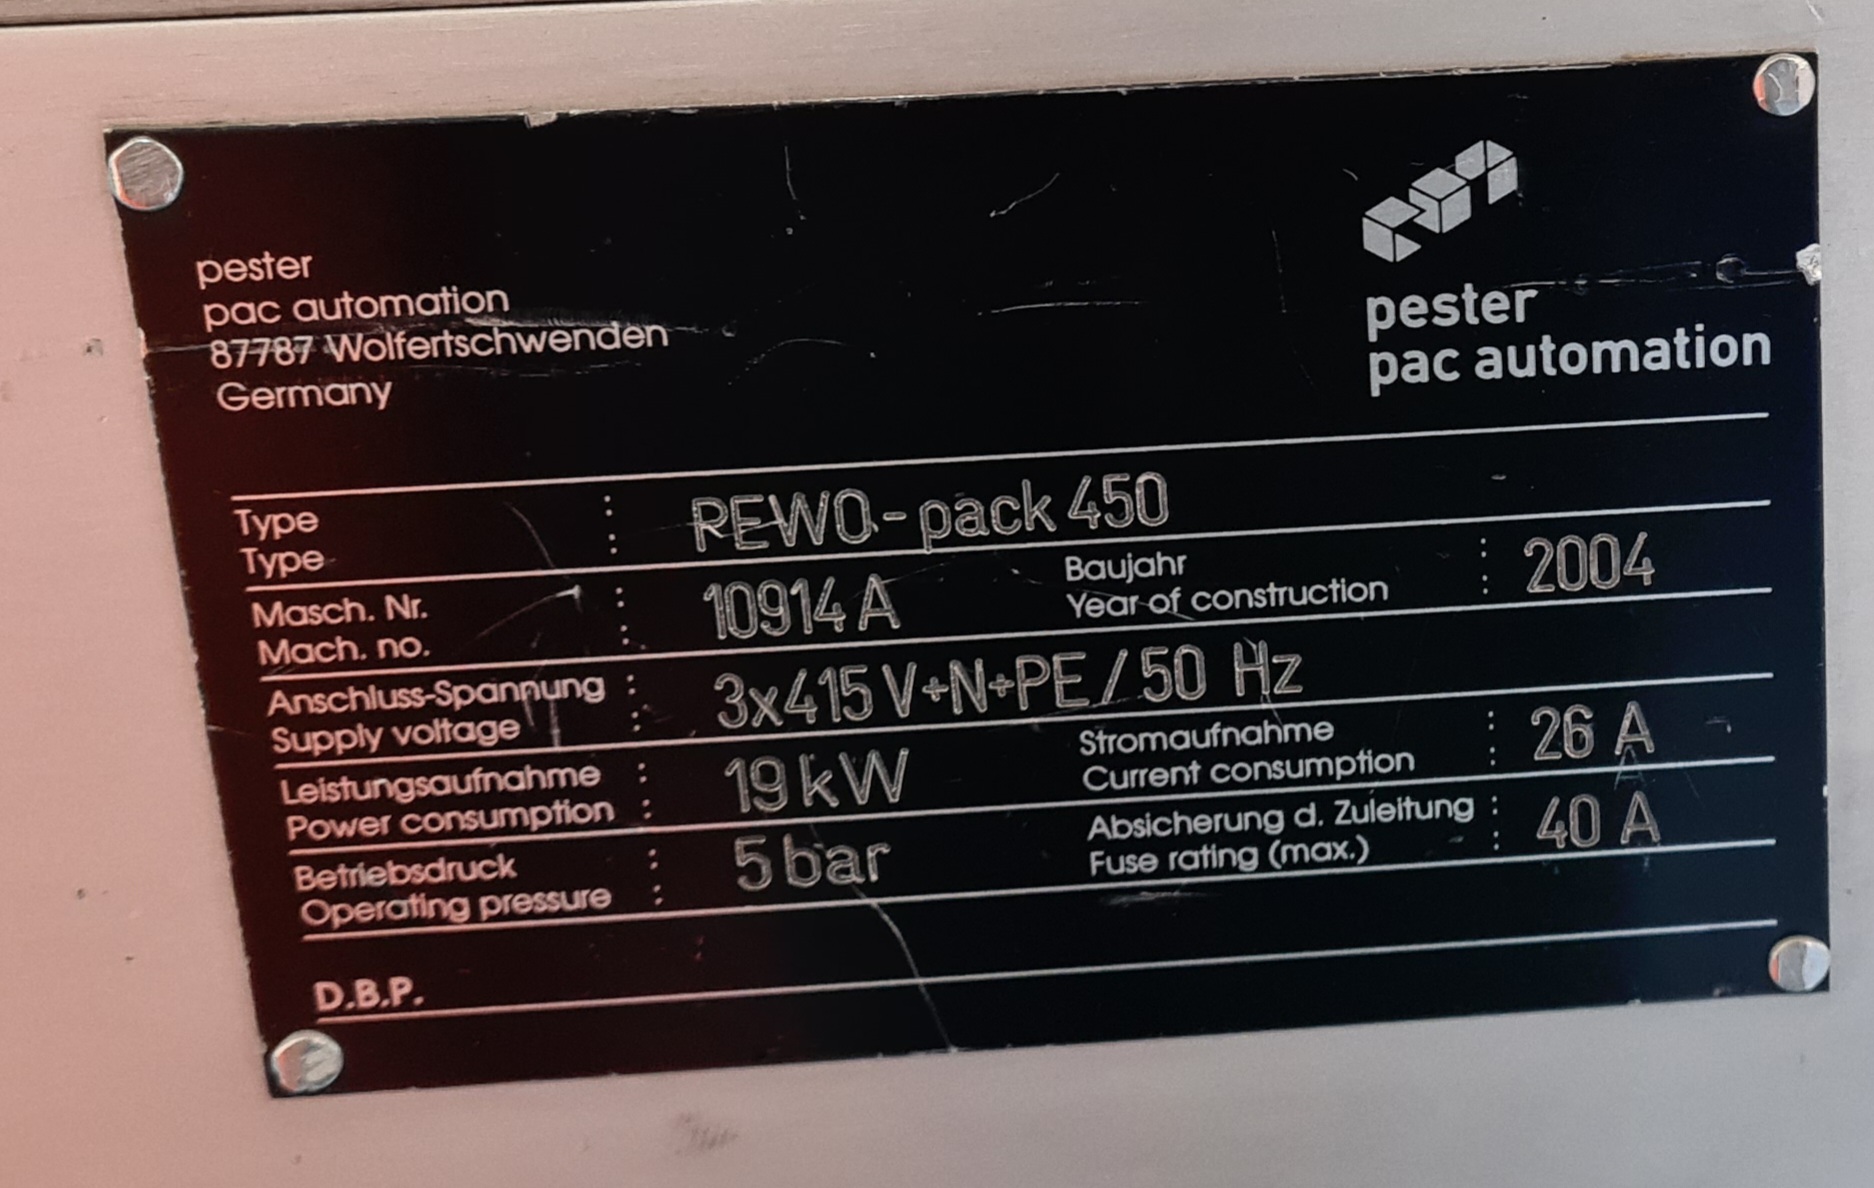 pester
pac automation
87787 Wolfertschwenden
Germany
pester
pac automation
Type : REWO-pack 450
Type :
Masch. Nr. : 10914 A Baujahr : 2004
Mach. no. : Year of construction :
Anschluss-Spannung : 3x415 V+N+PE / 50 Hz
Supply voltage :
Leistungsaufnahme : 19 kW Stromaufnahme : 26 A
Power consumption : Current consumption :
Betriebsdruck : 5 bar Absicherung d. Zuleitung : 40 A
Operating pressure : Fuse rating (max.) :
D.B.P.